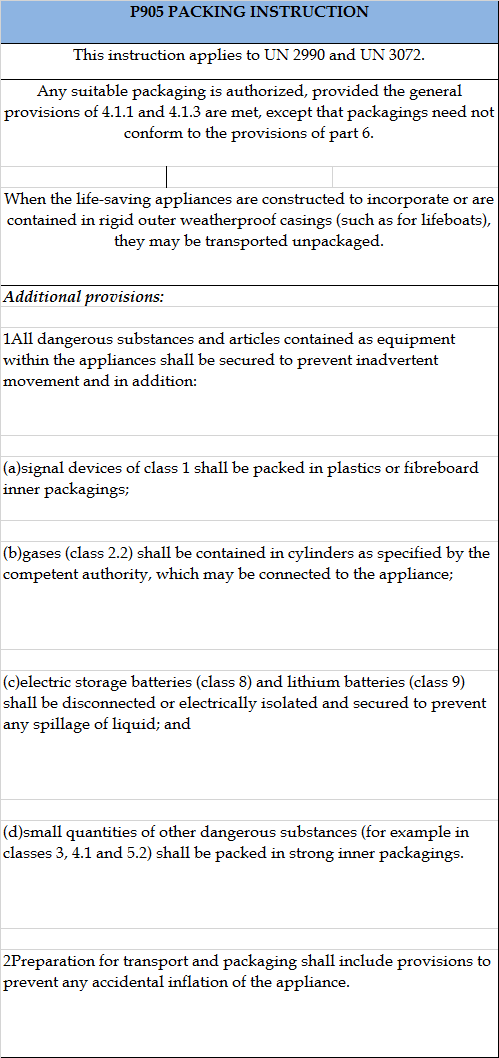 P905 PACKING INSTRUCTION
This instruction applies to UN 2990 and UN 3072.
Any suitable packaging is authorized, provided the general
provisions of 4.1.1 and 4.1.3 are met, except that packagings need not
conform to the provisions of part 6.
When the life-saving appliances are constructed to incorporate or are
contained in rigid outer weatherproof casings (such as for lifeboats),
they may be transported unpackaged.
Additional provisions:
1All dangerous substances and articles contained as equipment
within the appliances shall be secured to prevent inadvertent
movement and in addition:
(a)signal devices of class 1 shall be packed in plastics or fibreboard
inner packagings;
(b)gases (class 2.2) shall be contained in cylinders as specified by the
competent authority, which may be connected to the appliance;
(c)electric storage batteries (class 8) and lithium batteries (class 9)
shall be disconnected or electrically isolated and secured to prevent
any spillage of liquid; and
(d)small quantities of other dangerous substances (for example in
classes 3, 4.1 and 5.2) shall be packed in strong inner packagings.
2Preparation for transport and packaging shall include provisions to
prevent any accidental inflation of the appliance.